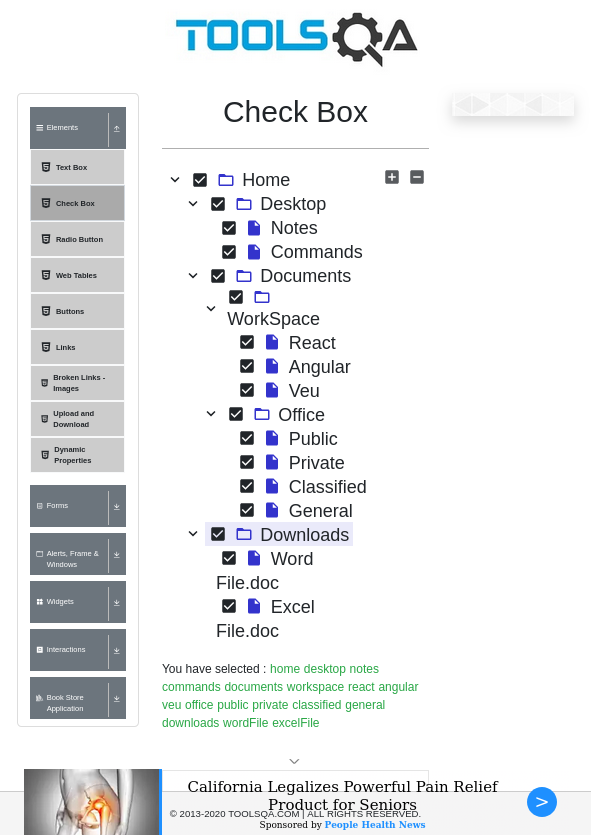 TOOLSQA
Elements
Text Box
Check Box
Radio Button
Web Tables
Buttons
Links
Broken Links -
Images
Upload and
Download
Dynamic
Properties
Forms
Alerts, Frame &
Windows
Widgets
Interactions
Book Store
Application
Check Box
Home
Desktop
Notes
Commands
Documents
WorkSpace
React
Angular
Veu
Office
Public
Private
Classified
General
Downloads
Word
File.doc
Excel
File.doc
You have selected : home desktop notes
commands documents workspace react angular
veu office public private classified general
downloads wordFile excelFile
California Legalizes Powerful Pain Relief
Product for Seniors
© 2013-2020 TOOLSQA.COM | ALL RIGHTS RESERVED.
Sponsored by People Health News